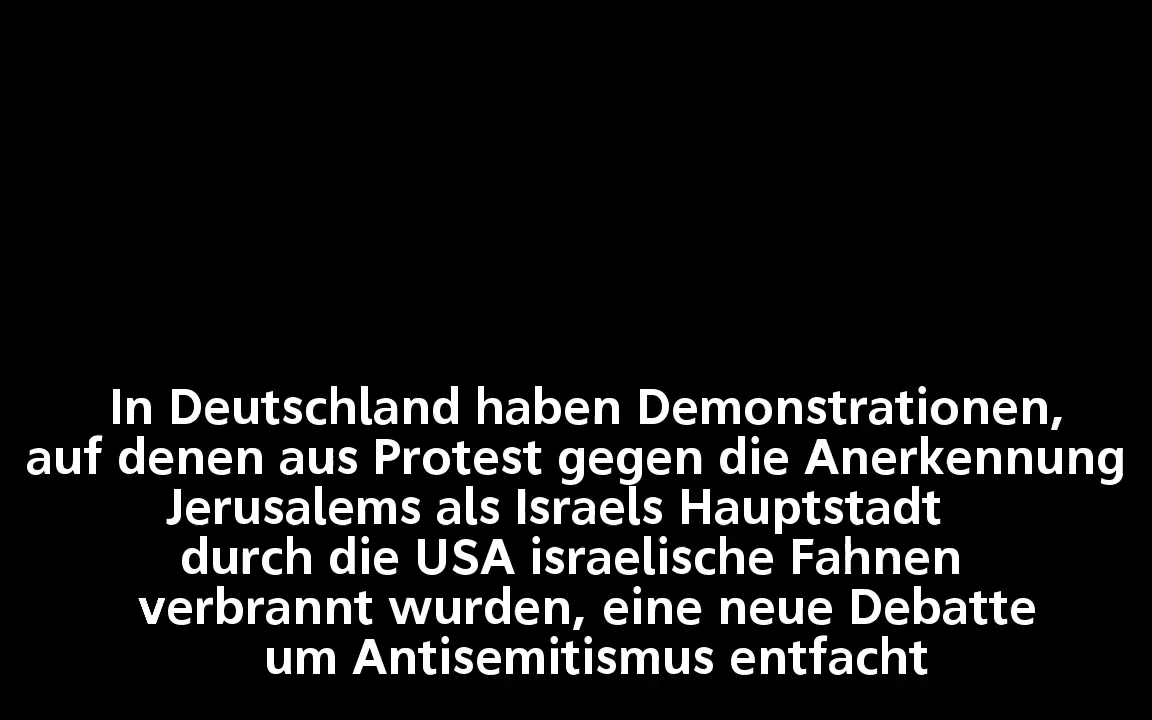 In Deutschland haben Demonstrationen,
auf denen aus Protest gegen die Anerkennung
Jerusalems als Israels Hauptstadt
durch die USA israelische Fahnen
verbrannt wurden, eine neue Debatte
um Antisemitismus entfacht